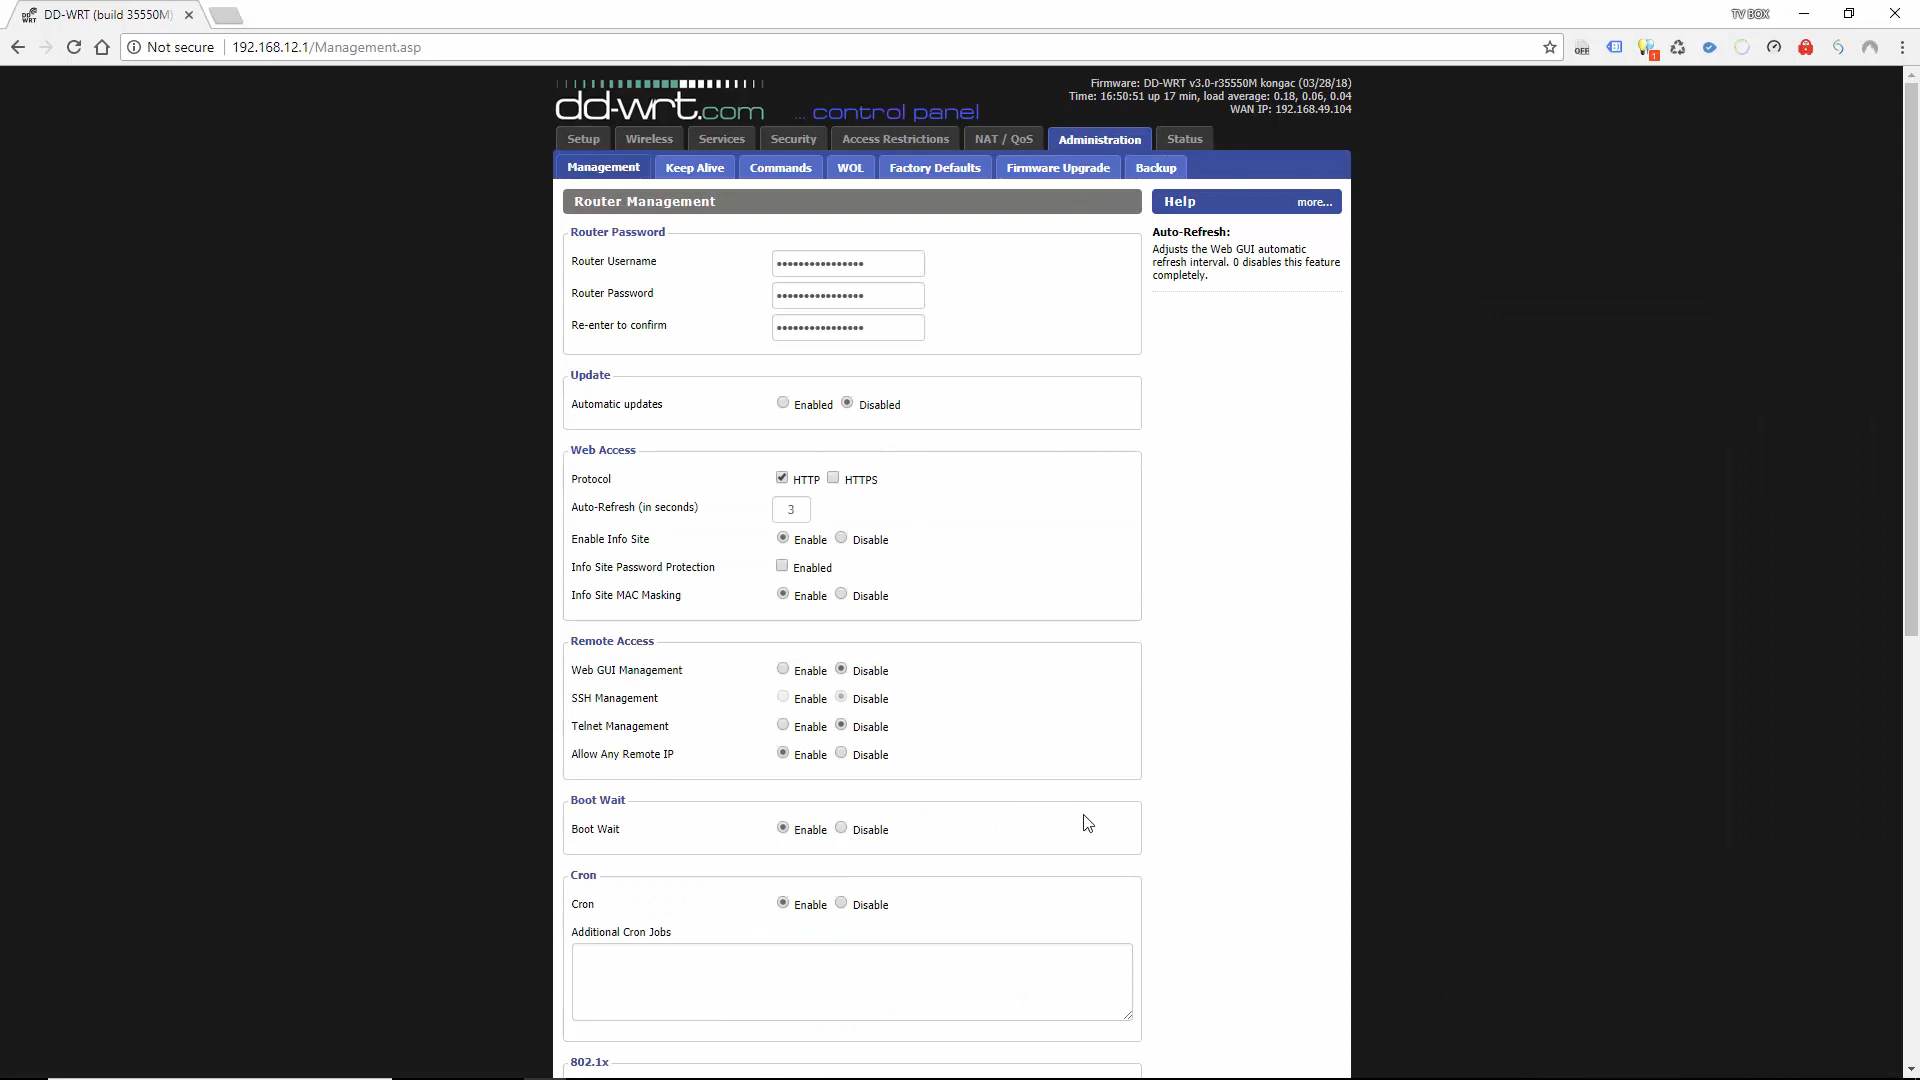 DD-WRT (build 35550M)
TV BOX
Not secure
192.168.12.1/Management.asp
OFF
1
dd-wrt.com
... control panel
Firmware: DD-WRT v3.0-r35550M kongac (03/28/18)
Time: 16:50:51 up 17 min, load average: 0.18, 0.06, 0.04
WAN IP: 192.168.49.104
Setup Wireless Services Security Access Restrictions NAT / QoS Administration Status
Management Keep Alive Commands WOL Factory Defaults Firmware Upgrade Backup
Router Management
Help more...
Router Password
Auto-Refresh:
Adjusts the Web GUI automatic
refresh interval. 0 disables this feature
completely.
Router Username
Router Password
Re-enter to confirm
Update
Automatic updates Enabled Disabled
Web Access
Protocol HTTP HTTPS
Auto-Refresh (in seconds) 3
Enable Info Site Enable Disable
Info Site Password Protection Enabled
Info Site MAC Masking Enable Disable
Remote Access
Web GUI Management Enable Disable
SSH Management Enable Disable
Telnet Management Enable Disable
Allow Any Remote IP Enable Disable
Boot Wait
Boot Wait Enable Disable
Cron
Cron Enable Disable
Additional Cron Jobs
802.1x